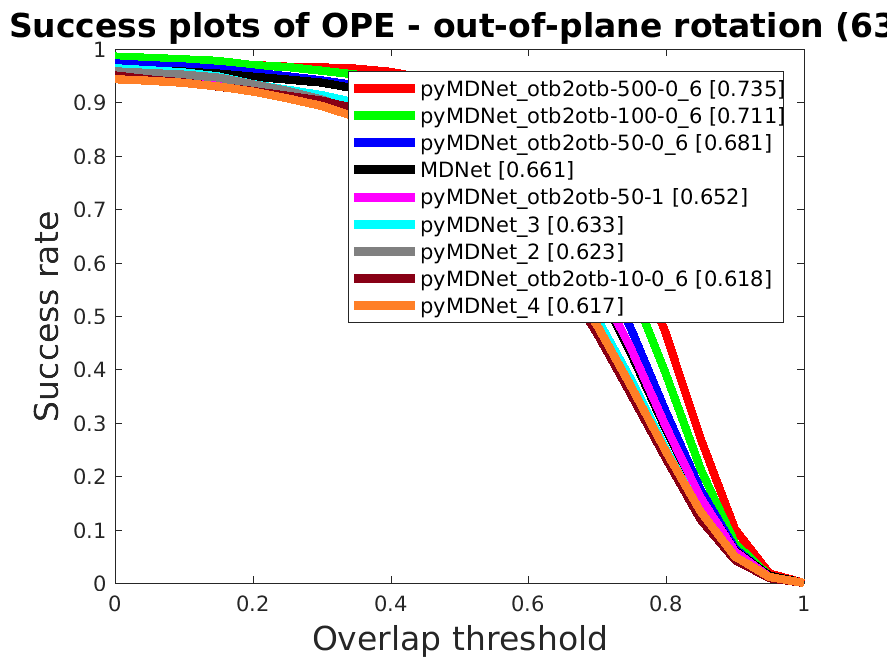 Success plots of OPE - out-of-plane rotation (63
1
0.9
0.8
0.7
0.6
0.5
0.4
0.3
0.2
0.1
0
Success rate
pyMDNet_otb2otb-500-0_6 [0.735]
pyMDNet_otb2otb-100-0_6 [0.711]
pyMDNet_otb2otb-50-0_6 [0.681]
MDNet [0.661]
pyMDNet_otb2otb-50-1 [0.652]
pyMDNet_3 [0.633]
pyMDNet_2 [0.623]
pyMDNet_otb2otb-10-0_6 [0.618]
pyMDNet_4 [0.617]
0 0.2 0.4 0.6 0.8 1
Overlap threshold